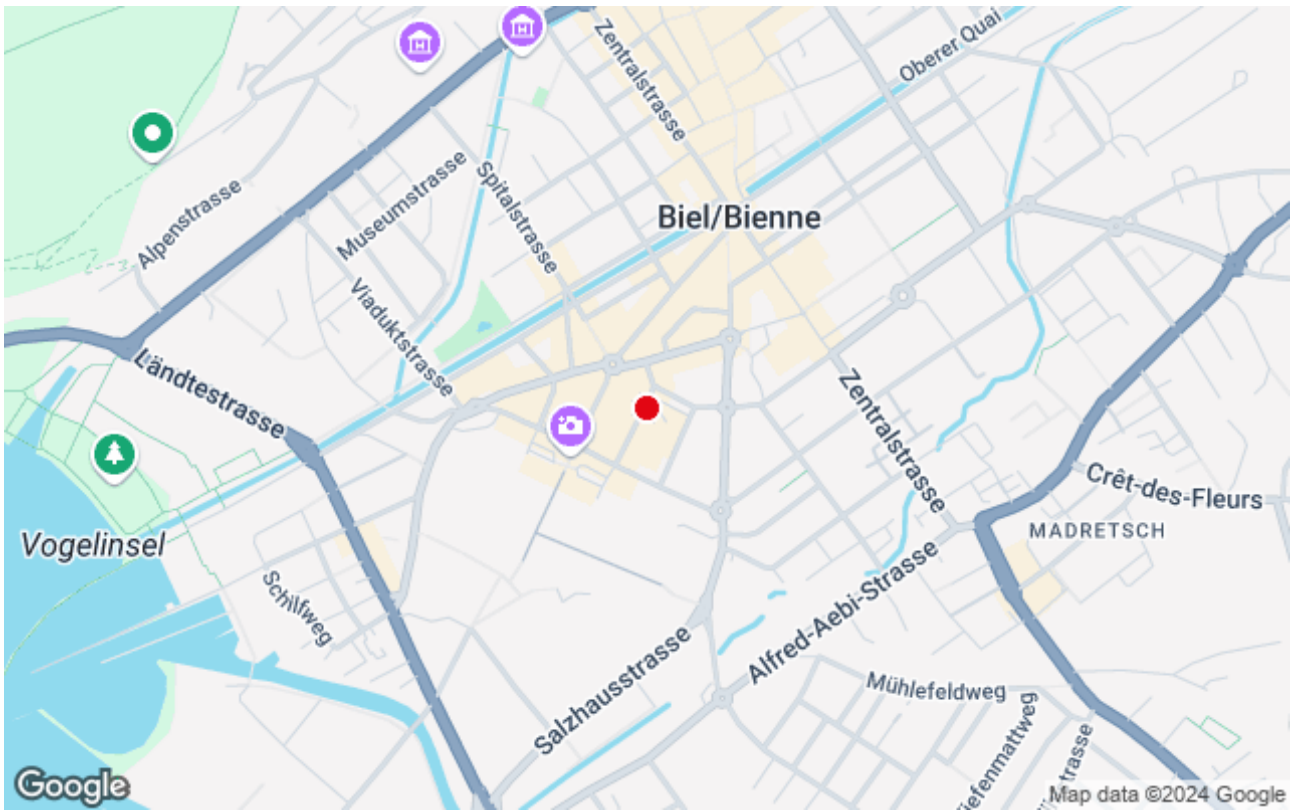 Zentralstrasse
Oberer Quai
Museumstrasse
Spitalstrasse
Alpenstrasse
Biel/Bienne
Viaduktstrasse
Ländtestrasse
Zentralstrasse
Crêt-des-Fleurs
MADRETSCH
Vogelinsel
Schilfweg
Alfred-Aebi-Strasse
Salzhausstrasse
Mühlefeldweg
Google
Map data ©2024 Google